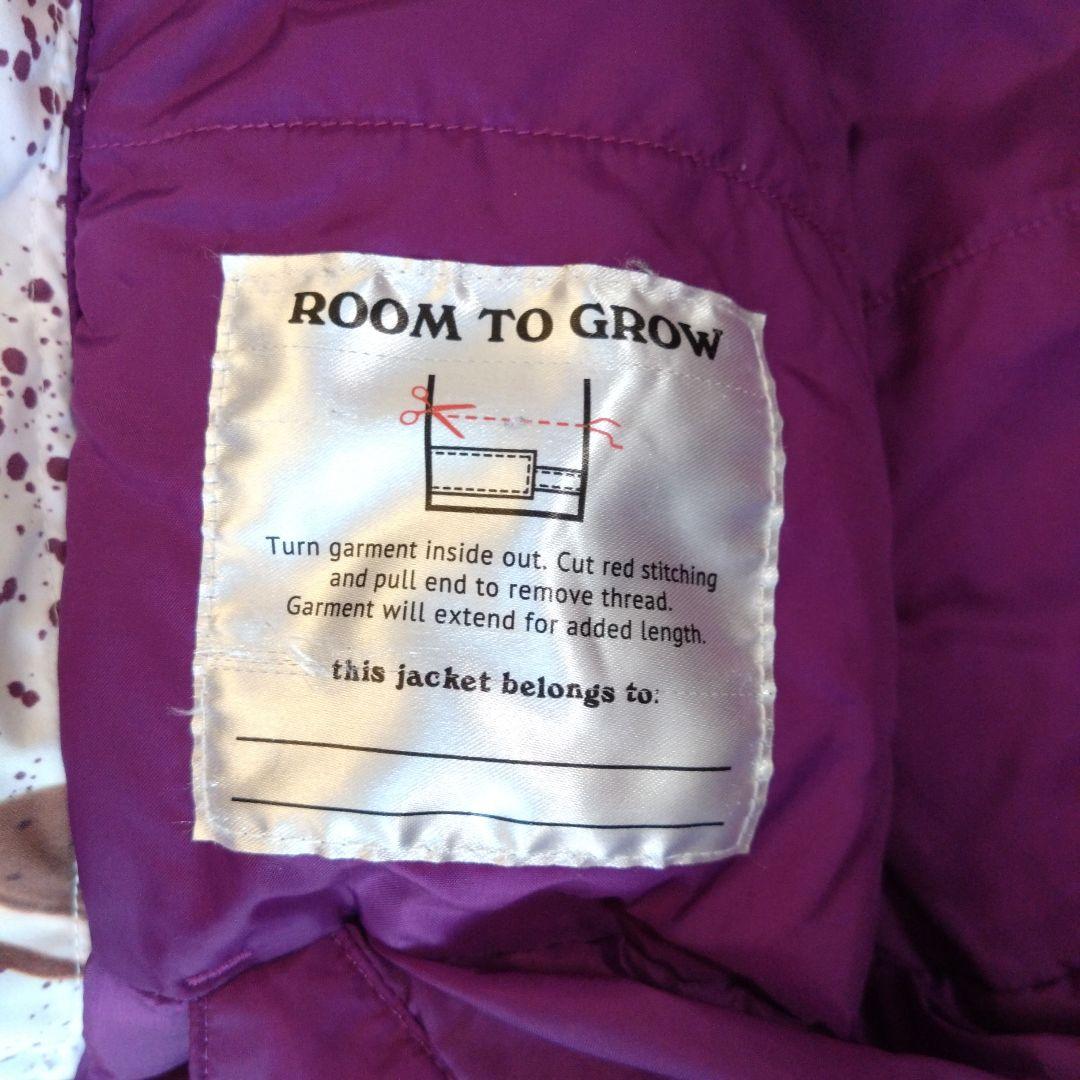 ROOM TO GROW
Turn garment inside out. Cut red stitching
and pull end to remove thread.
Garment will extend for added length.
this jacket belongs to: